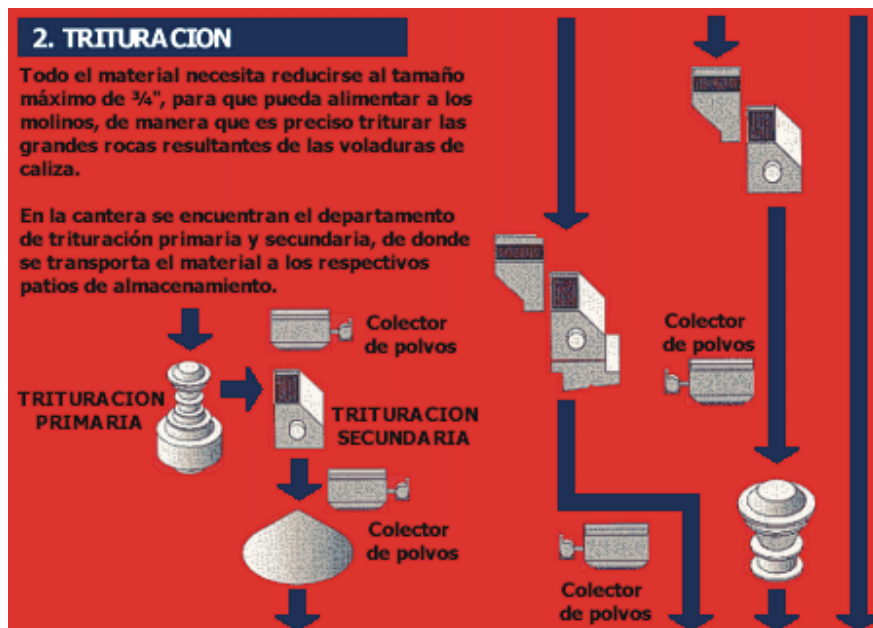 2. TRITURACION
Todo el material necesita reducirse al tamaño
máximo de ¾", para que pueda alimentar a los
molinos, de manera que es preciso triturar las
grandes rocas resultantes de las voladuras de
caliza.
En la cantera se encuentran el departamento
de trituración primaria y secundaria, de donde
se transporta el material a los respectivos
patios de almacenamiento.
Colector
de polvos
TRITURACION
PRIMARIA
TRITURACION
SECUNDARIA
Colector
de polvos
Colector
de polvos
Colector
de polvos